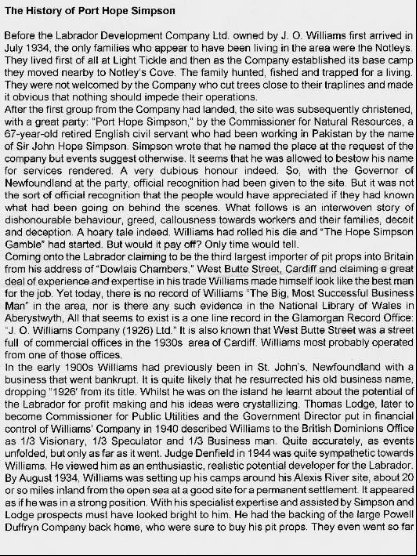 The History of Port Hope Simpson
Before the Labrador Development Company Ltd. owned by J. O. Williams first arrived in
July 1934, the only families who appear to have been living in the area were the Notleys.
They lived first of all at Light Tickle and then as the Company established its base camp
they moved nearby to Notley's Cove. The family hunted, fished and trapped for a living.
They were not welcomed by the Company who cut trees close to their traplines and made
it obvious that nothing should impede their operations.
After the first group from the Company had landed, the site was subsequently christened,
with a great party: "Port Hope Simpson," by the Commissioner for Natural Resources, a
67-year-old retired English civil servant who had been working in Pakistan by the name
of Sir John Hope Simpson. Simpson wrote that he named the place at the request of the
company but events suggest otherwise. It seems that he was allowed to bestow his name
for services rendered. A very dubious honour indeed. So, with the Governor of
Newfoundland at the party, official recognition had been given to the site. But it was not
the sort of official recognition that the people would have appreciated if they had known
what had been going on behind the scenes. What follows is an interwoven story of
dishonourable behaviour, greed, callousness towards workers and their families, deceit
and deception. A hoary tale indeed. Williams had rolled his die and "The Hope Simpson
Gamble" had started. But would it pay off? Only time would tell.
Coming onto the Labrador claiming to be the third largest importer of pit props into Britain
from his address of "Dowlais Chambers," West Butte Street, Cardiff and claiming a great
deal of experience and expertise in his trade Williams made himself look like the best man
for the job. Yet today, there is no record of Williams "The Big, Most Successful Business
Man" in the area, nor is there any such evidence in the National Library of Wales in
Aberystwyth, All that seems to exist is a one line record in the Glamorgan Record Office:
"J. O. Williams Company (1926) Ltd." It is also known that West Butte Street was a street
full of commercial offices in the 1930s area of Cardiff. Williams most probably operated
from one of those offices.
In the early 1900s Williams had previously been in St. John's, Newfoundland with a
business that went bankrupt. It is quite likely that he resurrected his old business name,
dropping "1926' from its title. Whilst he was on the island he learnt about the potential of
the Labrador for profit making and his ideas were crystallizing. Thomas Lodge, later to
become Commissioner for Public Utilities and the Government Director put in financial
control of Williams' Company in 1940 described Williams to the British Dominions Office
as 1/3 Visionary, 1/3 Speculator and 1/3 Business man. Quite accurately, as events
unfolded, but only as far as it went. Judge Denfield in 1944 was quite sympathetic towards
Williams. He viewed him as an enthusiastic, realistic potential developer for the Labrador.
By August 1934, Williams was setting up his camps around his Alexis River site, about 20
or so miles inland from the open sea at a good site for a permanent settlement. It appeared
as if he was in a strong position. With his specialist expertise and assisted by Simpson and
Lodge prospects must have looked bright to him. He had the backing of the large Powell
Duffryn Company back home, who were sure to buy his pit props. They even went so far